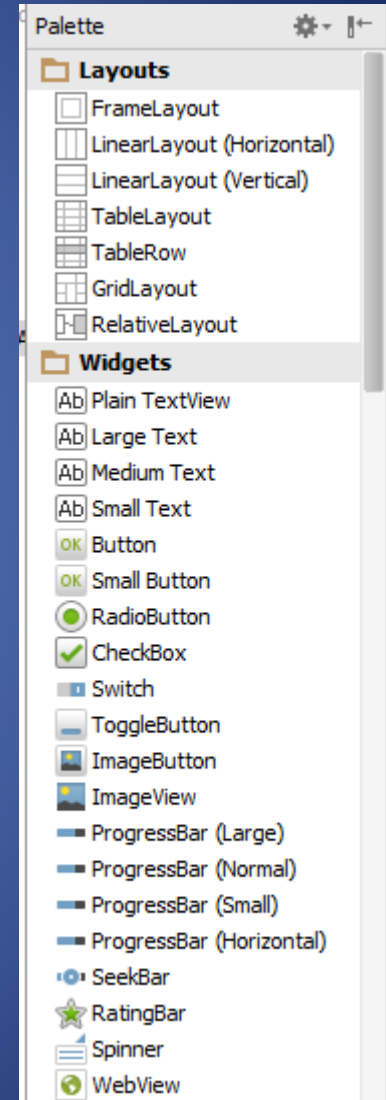 Palette
Layouts
FrameLayout
LinearLayout (Horizontal)
LinearLayout (Vertical)
TableLayout
TableRow
GridLayout
RelativeLayout
Widgets
Ab Plain TextView
Ab Large Text
Ab Medium Text
Ab Small Text
OK Button
OK Small Button
RadioButton
CheckBox
Switch
ToggleButton
ImageButton
ImageView
ProgressBar (Large)
ProgressBar (Normal)
ProgressBar (Small)
ProgressBar (Horizontal)
SeekBar
RatingBar
Spinner
WebView